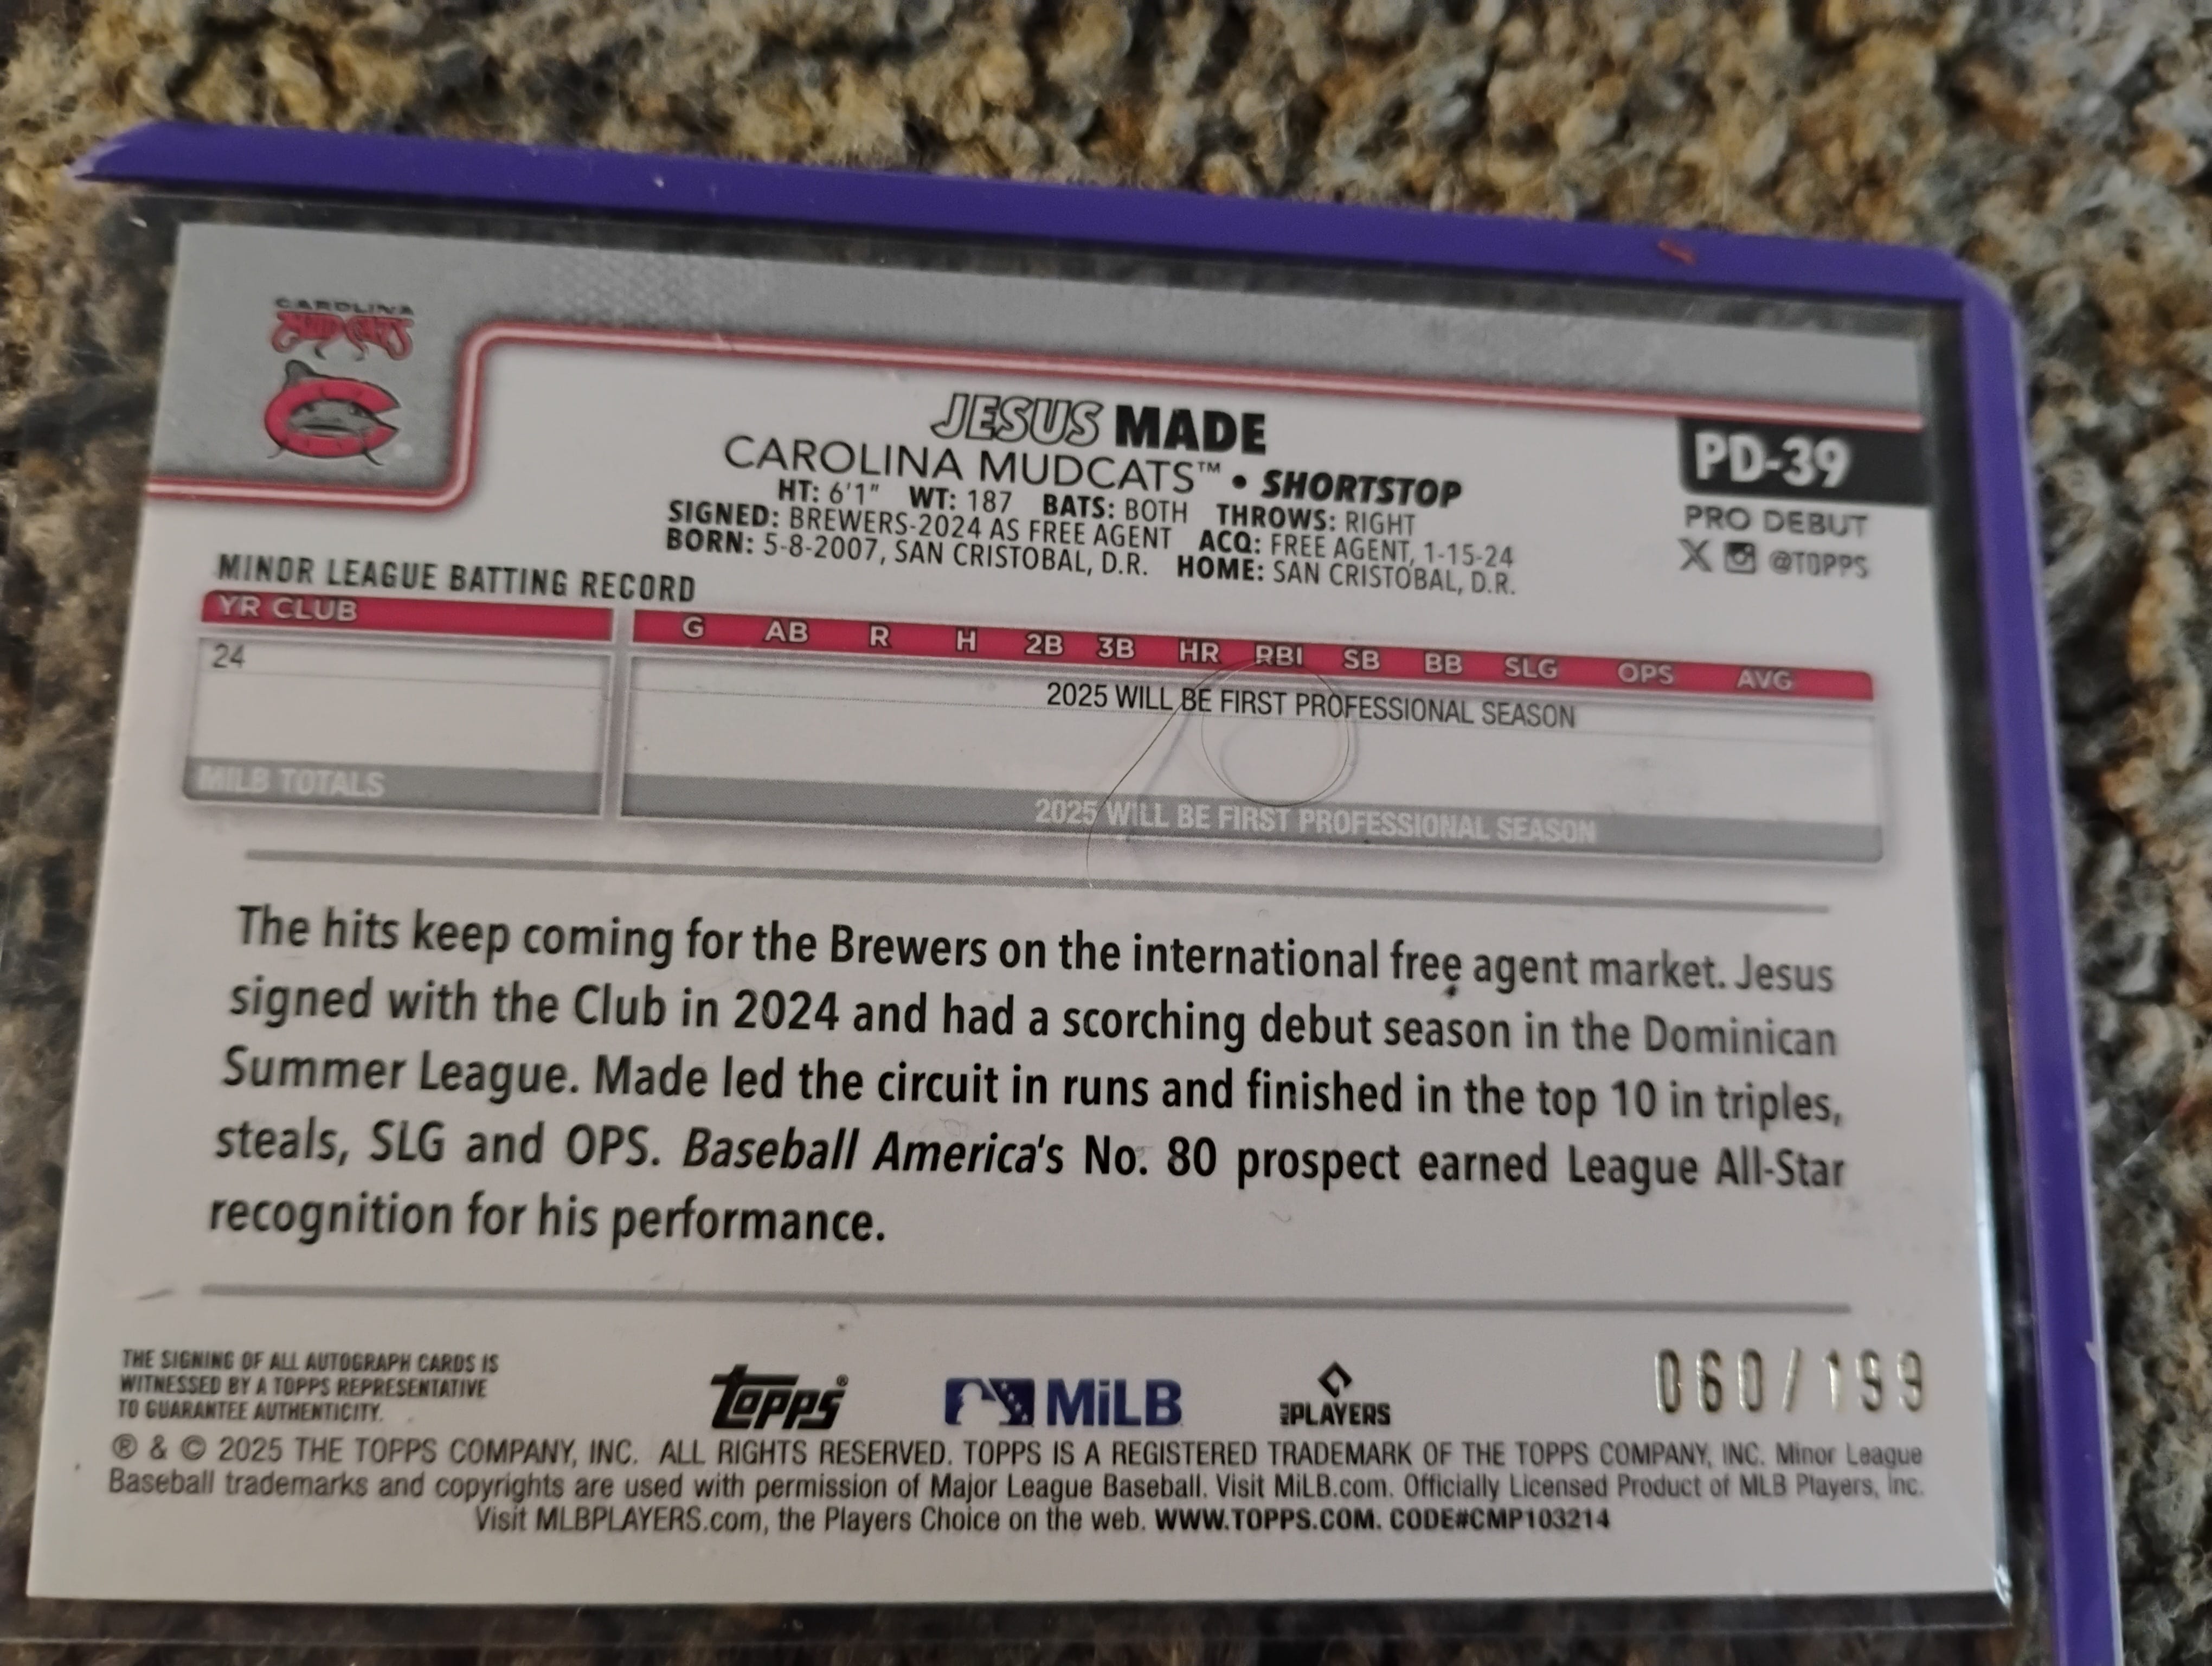 CAROLINA
MUDCATS
JESUS MADE
CAROLINA MUDCATS™ • SHORTSTOP
HT: 6'1" WT: 187 BATS: BOTH THROWS: RIGHT
SIGNED: BREWERS-2024 AS FREE AGENT ACQ: FREE AGENT, 1-15-24
BORN: 5-8-2007, SAN CRISTOBAL, D.R. HOME: SAN CRISTOBAL, D.R.
PD-39
PRO DEBUT
X @TOPPS
MINOR LEAGUE BATTING RECORD
YR CLUB G AB R H 2B 3B HR RBI SB BB SLG OPS AVG
24 2025 WILL BE FIRST PROFESSIONAL SEASON
MILB TOTALS 2025 WILL BE FIRST PROFESSIONAL SEASON
The hits keep coming for the Brewers on the international free agent market. Jesus
signed with the Club in 2024 and had a scorching debut season in the Dominican
Summer League. Made led the circuit in runs and finished in the top 10 in triples,
steals, SLG and OPS. Baseball America's No. 80 prospect earned League All-Star
recognition for his performance.
THE SIGNING OF ALL AUTOGRAPH CARDS IS
WITNESSED BY A TOPPS REPRESENTATIVE
TO GUARANTEE AUTHENTICITY.
topps®
MiLB
PLAYERS
060/199
® & © 2025 THE TOPPS COMPANY, INC. ALL RIGHTS RESERVED. TOPPS IS A REGISTERED TRADEMARK OF THE TOPPS COMPANY, INC. Minor League
Baseball trademarks and copyrights are used with permission of Major League Baseball. Visit MiLB.com. Officially Licensed Product of MLB Players, Inc.
Visit MLBPLAYERS.com, the Players Choice on the web. WWW.TOPPS.COM. CODE#CMP103214